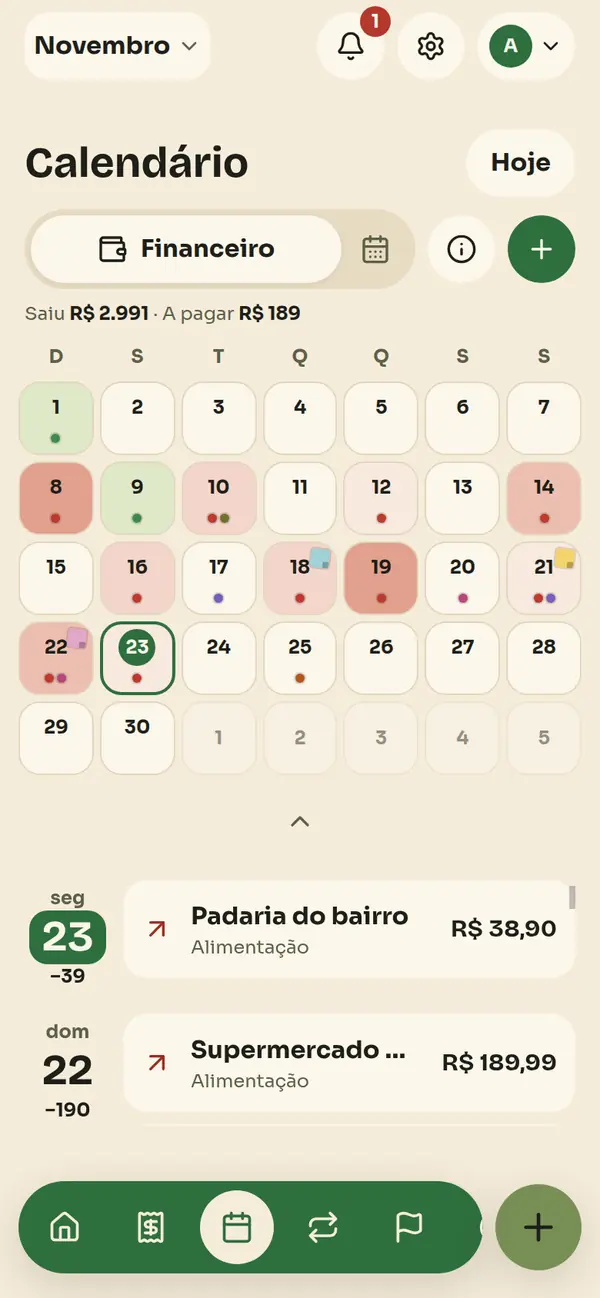 Novembro
1
A
Calendário
Hoje
Financeiro
Saiu R$ 2.991 · A pagar R$ 189
D S T Q Q S S
1 2 3 4 5 6 7
8 9 10 11 12 13 14
15 16 17 18 19 20 21
22 23 24 25 26 27 28
29 30 1 2 3 4 5
seg
23
−39
Padaria do bairro
Alimentação
R$ 38,90
dom
22
−190
Supermercado ...
Alimentação
R$ 189,99